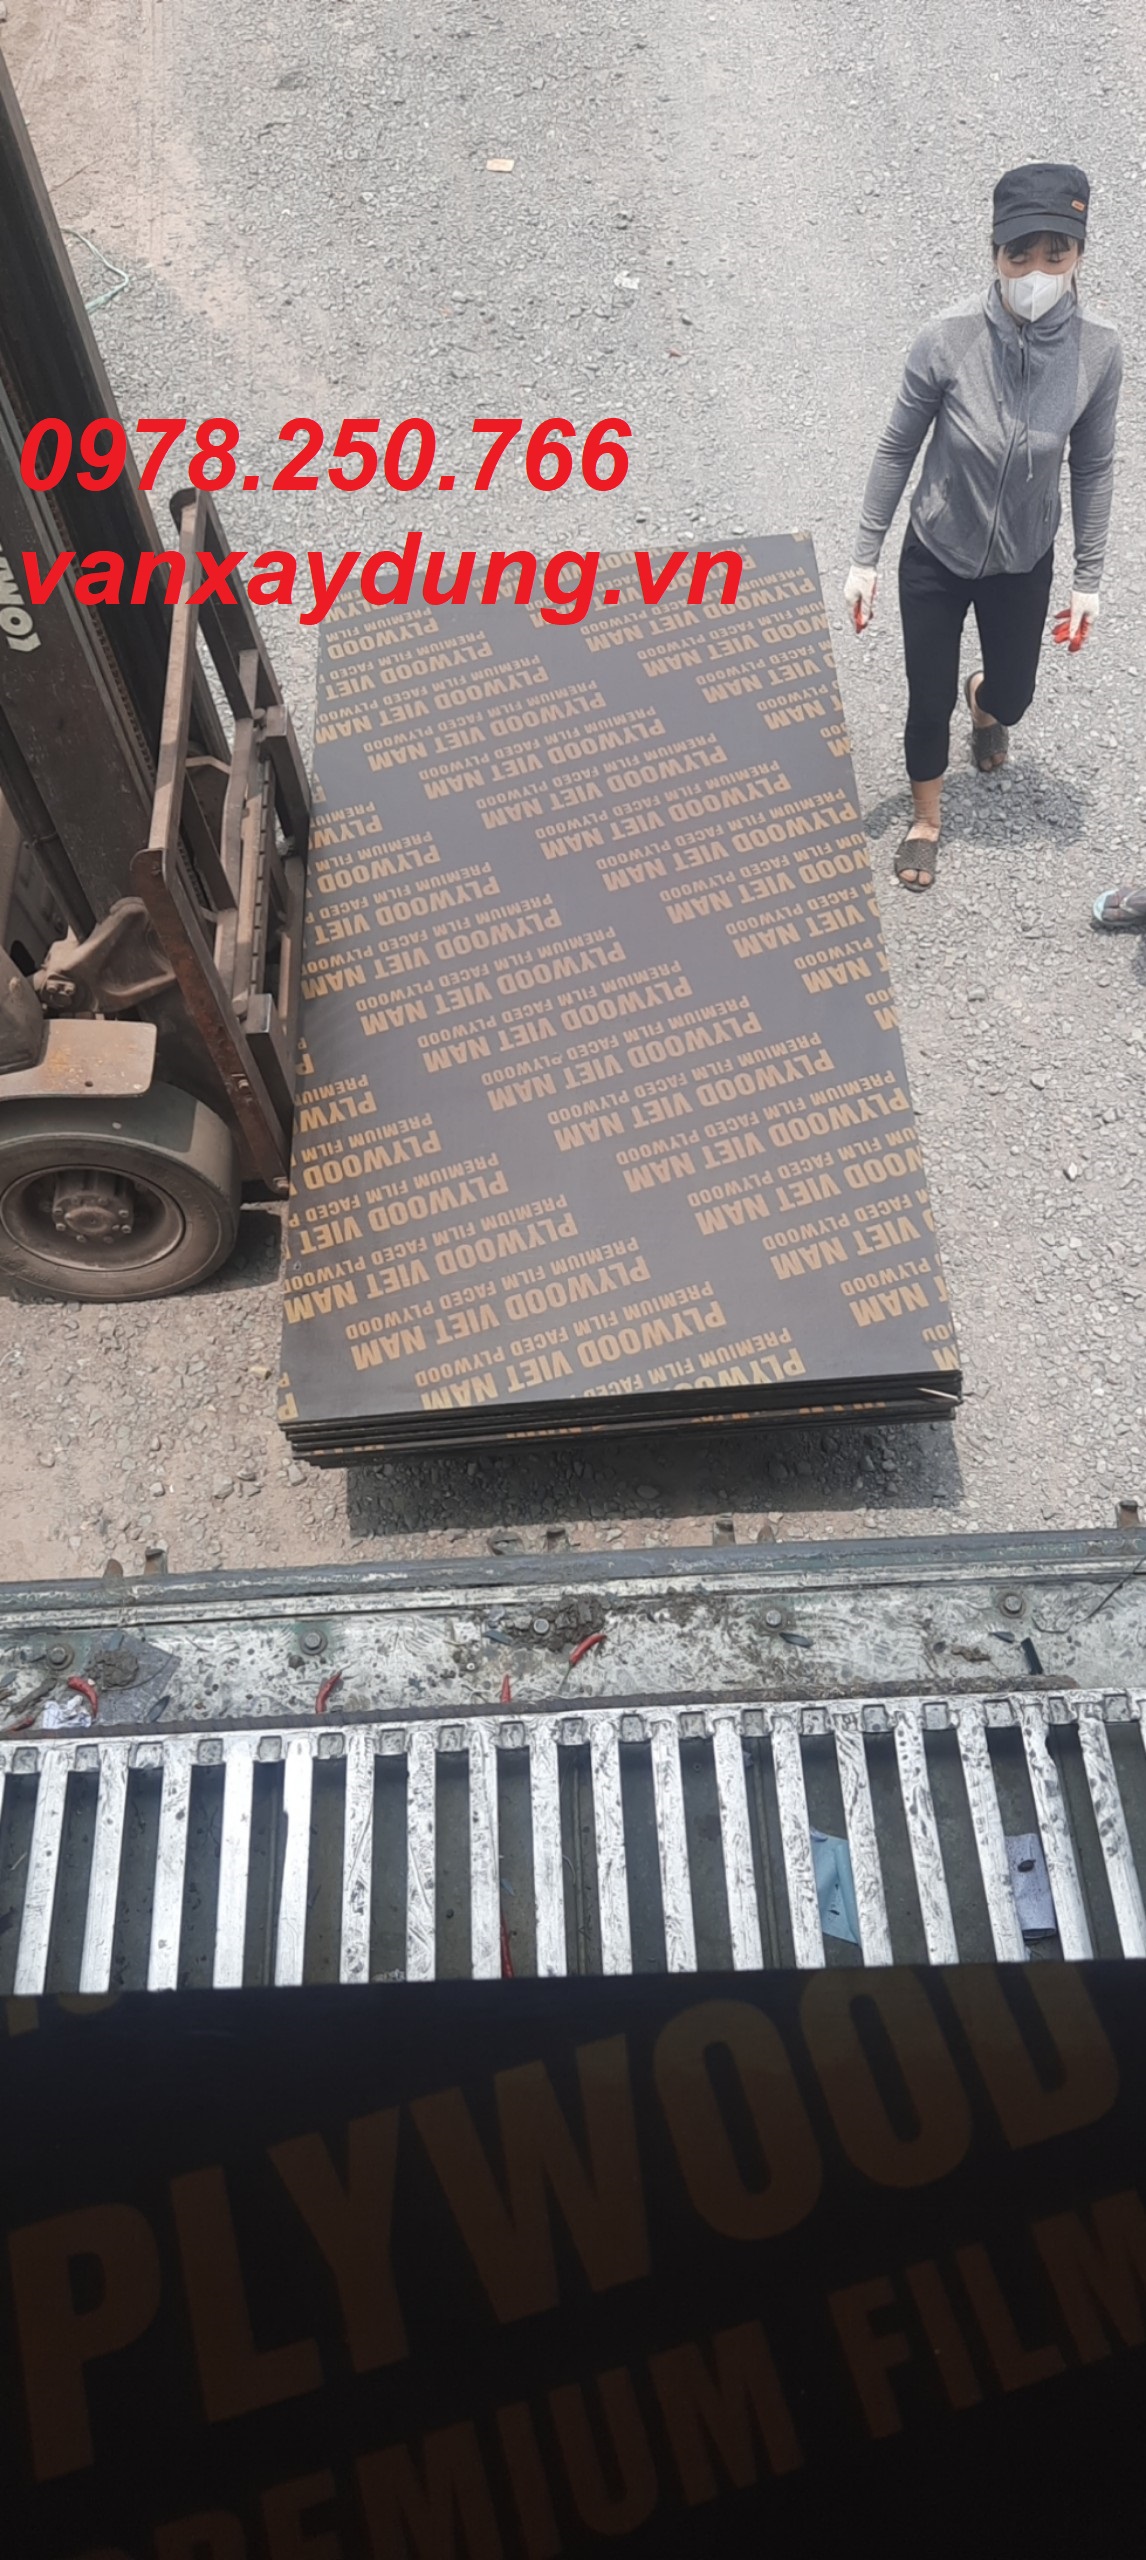 0978.250.766
vanxaydung.vn
PLYWOOD VIET NAM
PREMIUM FILM FACED PLYWOOD
PLYWOOD
PREMIUM FILM